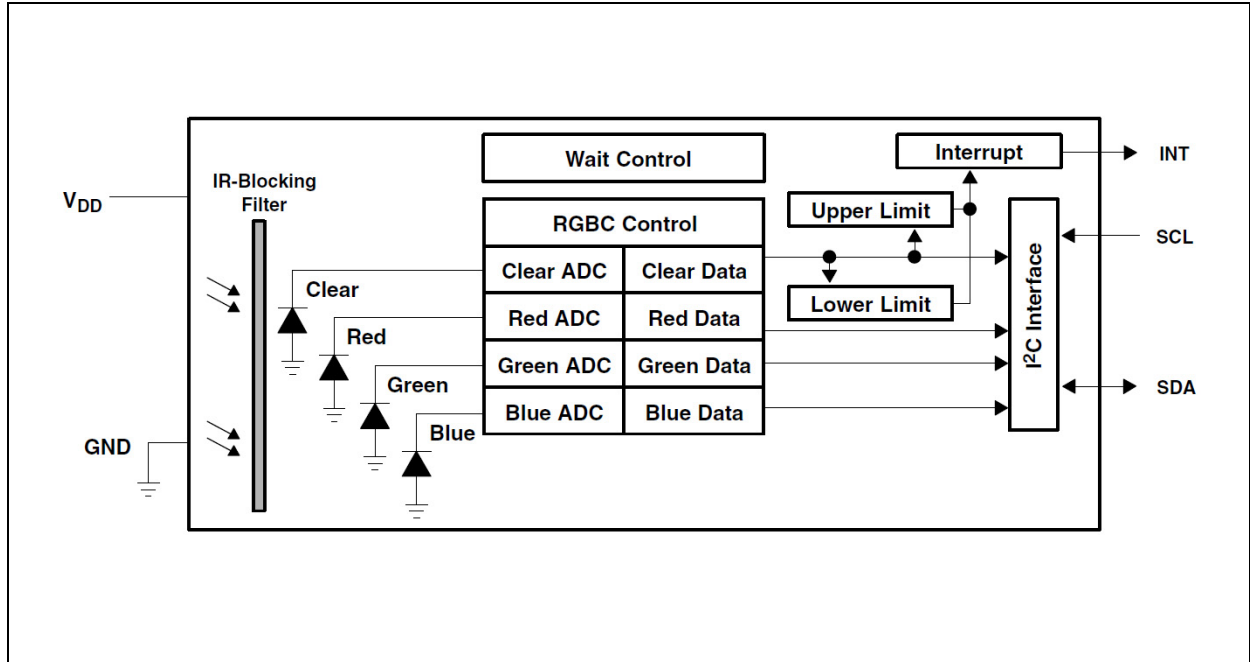 Wait Control
Interrupt
INT
V_DD
IR-Blocking
Filter
Upper Limit
RGBC Control
SCL
Clear ADC
Clear Data
Clear
Lower Limit
Red ADC
Red Data
Red
I²C Interface
Green ADC
Green Data
Green
SDA
Blue ADC
Blue Data
Blue
GND